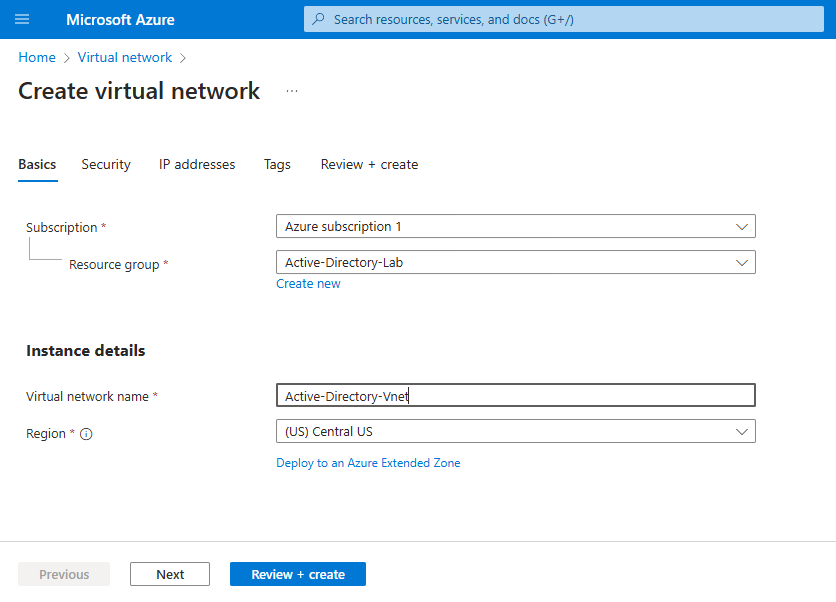 Microsoft Azure
Search resources, services, and docs (G+/)
Home > Virtual network >
Create virtual network ...
Basics Security IP addresses Tags Review + create
Subscription * Azure subscription 1
Resource group * Active-Directory-Lab
Create new
Instance details
Virtual network name * Active-Directory-Vnet
Region * (US) Central US
Deploy to an Azure Extended Zone
Previous Next Review + create